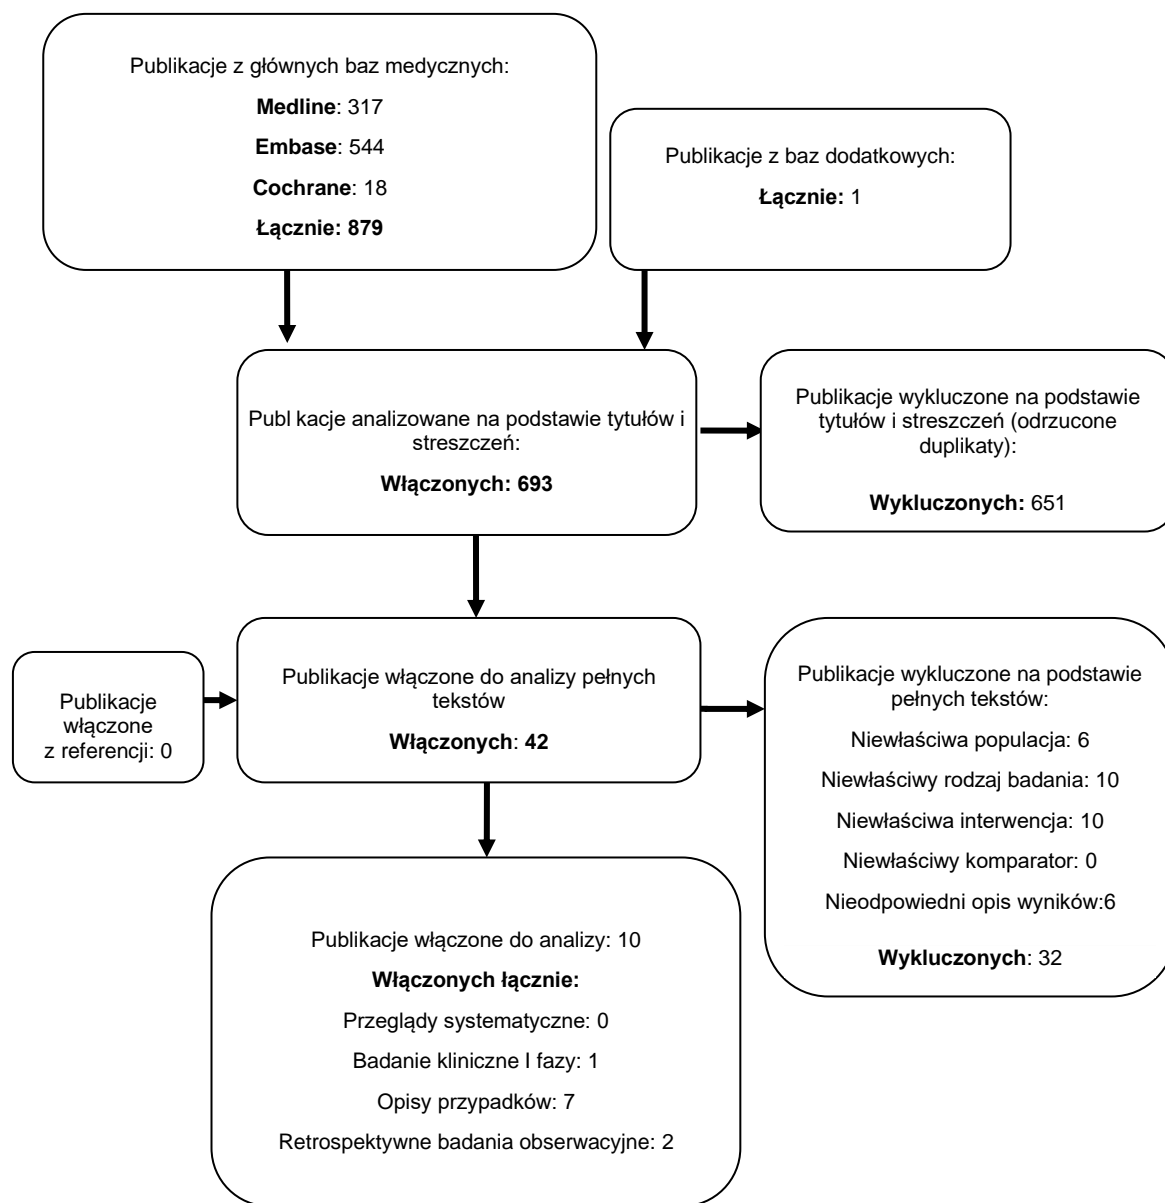 Publikacje z głównych baz medycznych:
Medline: 317
Embase: 544
Cochrane: 18
Łącznie: 879
Publikacje z baz dodatkowych:
Łącznie: 1
Publ kacje analizowane na podstawie tytułów i
streszczeń:
Włączonych: 693
Publikacje wykluczone na podstawie
tytułów i streszczeń (odrzucone
duplikaty):
Wykluczonych: 651
Publikacje
włączone
z referencji: 0
Publikacje włączone do analizy pełnych
tekstów
Włączonych: 42
Publikacje wykluczone na podstawie
pełnych tekstów:
Niewłaściwa populacja: 6
Niewłaściwy rodzaj badania: 10
Niewłaściwa interwencja: 10
Niewłaściwy komparator: 0
Nieodpowiedni opis wyników:6
Wykluczonych: 32
Publikacje włączone do analizy: 10
Włączonych łącznie:
Przeglądy systematyczne: 0
Badanie kliniczne I fazy: 1
Opisy przypadków: 7
Retrospektywne badania obserwacyjne: 2